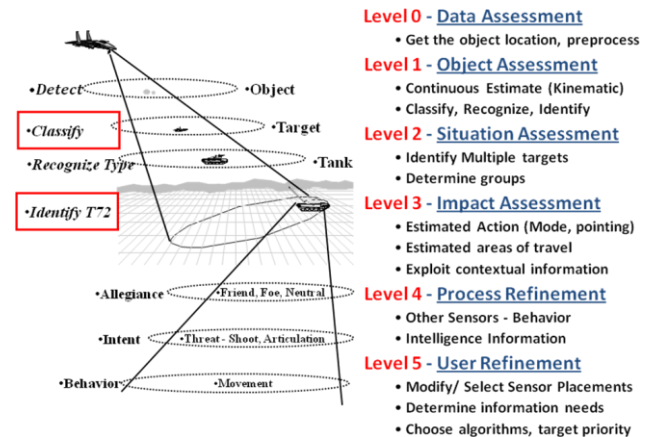 •Detect
•Object
•Classify
•Target
•Recognize Type
•Tank
•Identify T72
•Allegiance
•Friend, Foe, Neutral
•Intent
•Threat - Shoot, Articulation
•Behavior
•Movement
Level 0 - Data Assessment
• Get the object location, preprocess
Level 1 - Object Assessment
• Continuous Estimate (Kinematic)
• Classify, Recognize, Identify
Level 2 - Situation Assessment
• Identify Multiple targets
• Determine groups
Level 3 - Impact Assessment
• Estimated Action (Mode, pointing)
• Estimated areas of travel
• Exploit contextual information
Level 4 - Process Refinement
• Other Sensors - Behavior
• Intelligence Information
Level 5 - User Refinement
• Modify/ Select Sensor Placements
• Determine information needs
• Choose algorithms, target priority